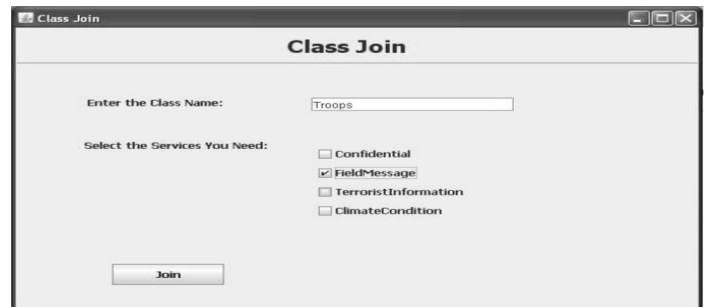 Class Join
Class Join
Enter the Class Name:
Troops
Select the Services You Need:
Confidential
FieldMessage
TerroristInformation
ClimateCondition
Join